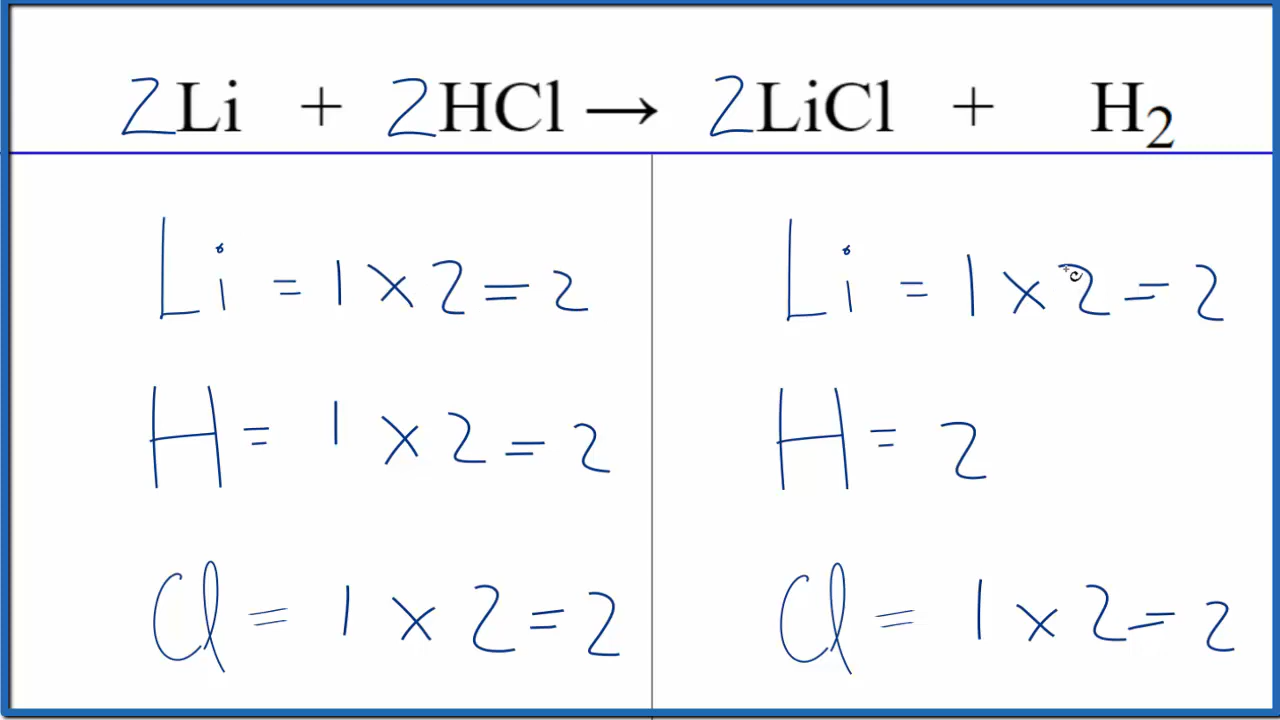 2Li + 2HCl → 2LiCl + H₂
Li = 1 × 2 = 2
Li = 1 × 2 = 2
H = 1 × 2 = 2
H = 2
Cl = 1 × 2 = 2
Cl = 1 × 2 = 2